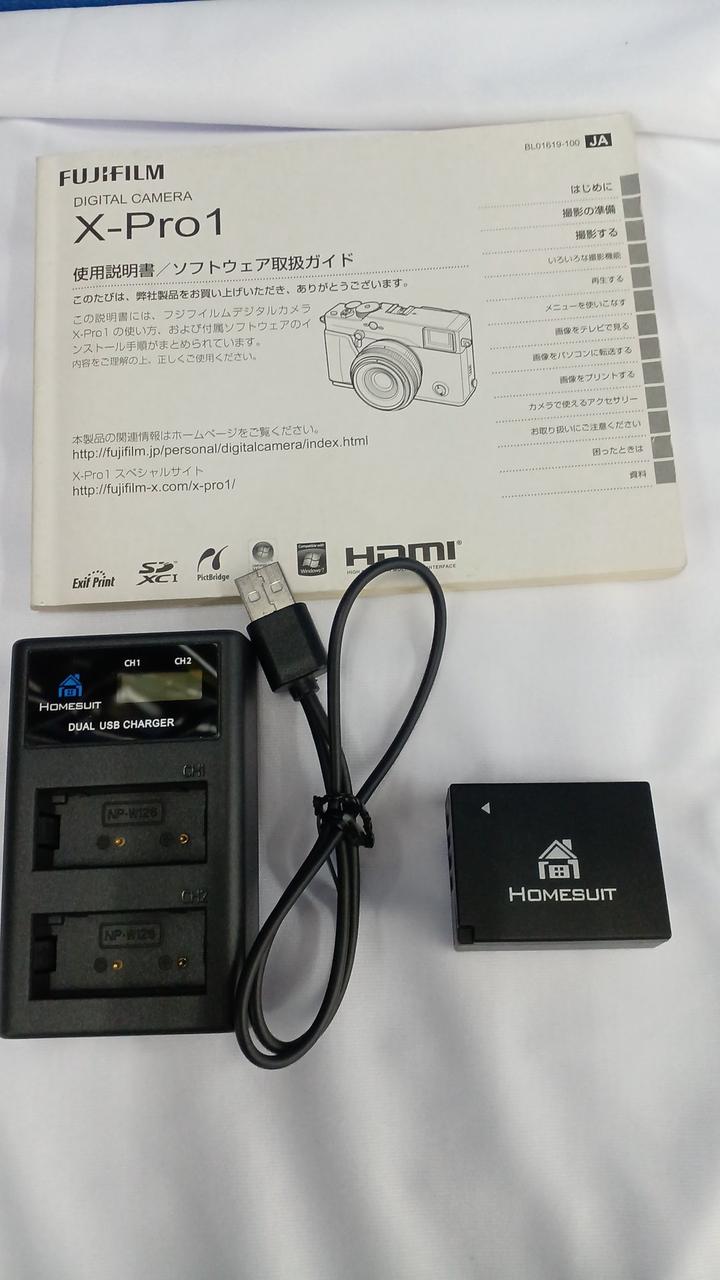 BL01619-100 JA
FUJIFILM
DIGITAL CAMERA
X-Pro1
使用説明書／ソフトウェア取扱ガイド
このたびは、弊社製品をお買い上げいただき、ありがとうございます。
この説明書には、フジフイルムデジタルカメラ
X-Pro1 の使い方、および付属ソフトウェアのイ
ンストール手順がまとめられています。
内容をご理解の上、正しくご使用ください。
本製品の関連情報はホームページをご覧ください。
http://fujifilm.jp/personal/digitalcamera/index.html
X-Pro1 スペシャルサイト
http://fujifilm-x.com/x-pro1/
はじめに
撮影の準備
撮影する
いろいろな撮影機能
再生する
メニューを使いこなす
画像をテレビで見る
画像をパソコンに転送する
画像をプリントする
カメラで使えるアクセサリー
お取り扱いにご注意ください
困ったときは
資料
Exif Print
SD XC I
PictBridge
Windows 7
HDMI
CH1 CH2
HOMESUIT
DUAL USB CHARGER
CH1
NP-W126
CH2
NP-W126
HOMESUIT